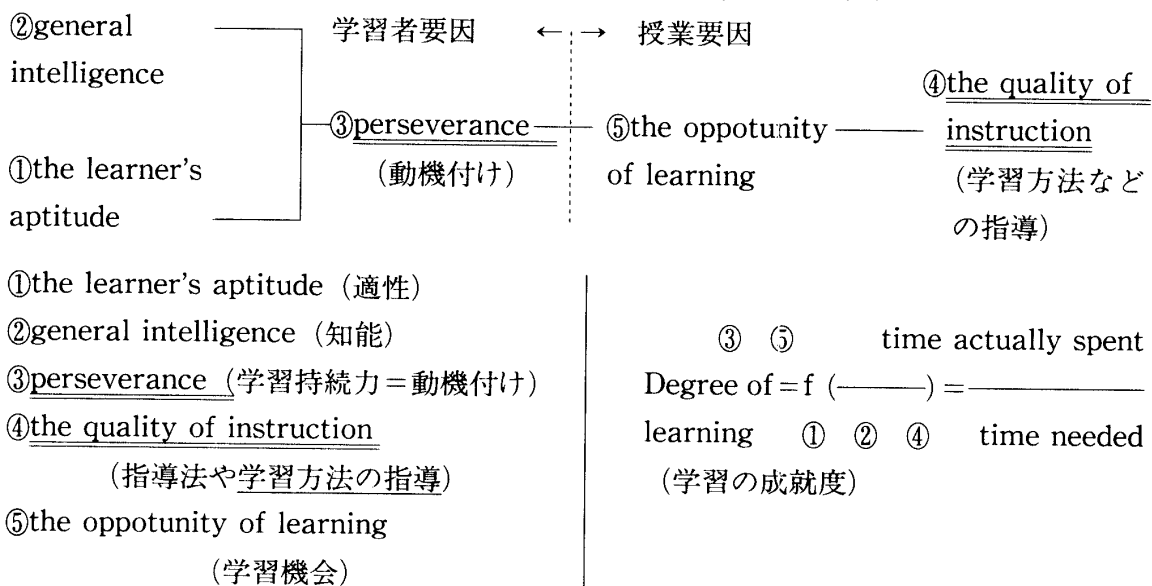 ②general
intelligence
学習者要因 ←┆→ 授業要因
④the quality of
instruction
③perseverance
⑤the oppotunity
of learning
(動機付け)
(学習方法など
の指導)
①the learner's
aptitude
①the learner's aptitude (適性)
②general intelligence (知能)
③perseverance (学習持続力＝動機付け)
④the quality of instruction
(指導法や学習方法の指導)
⑤the oppotunity of learning
(学習機会)
③ ⑤ time actually spent
Degree of＝f (———) ＝————
learning ① ② ④ time needed
(学習の成就度)